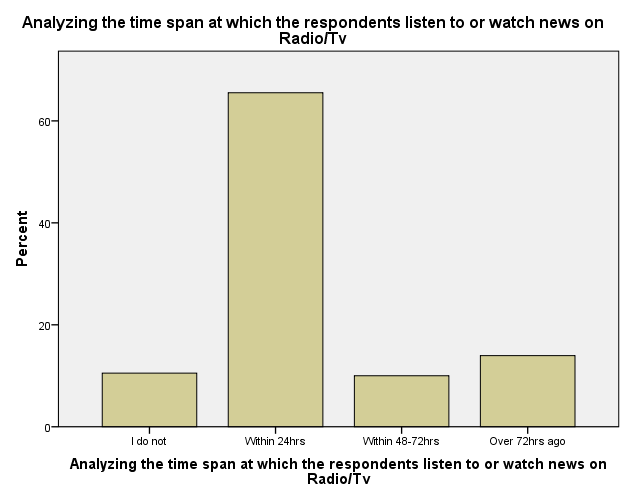 Analyzing the time span at which the respondents listen to or watch news on
Radio/Tv
60
40
20
0
Percent
I do not
Within 24hrs
Within 48-72hrs
Over 72hrs ago
Analyzing the time span at which the respondents listen to or watch news on
Radio/Tv